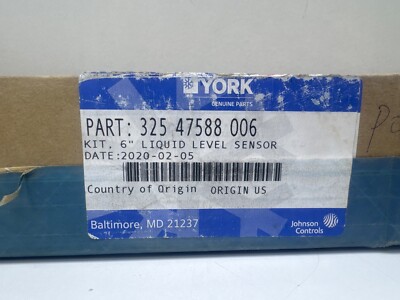 YORK
GENUINE PARTS
PART: 325 47588 006
KIT, 6" LIQUID LEVEL SENSOR
DATE:2020-02-05
Country of Origin ORIGIN US
Baltimore, MD 21237
Johnson
Controls